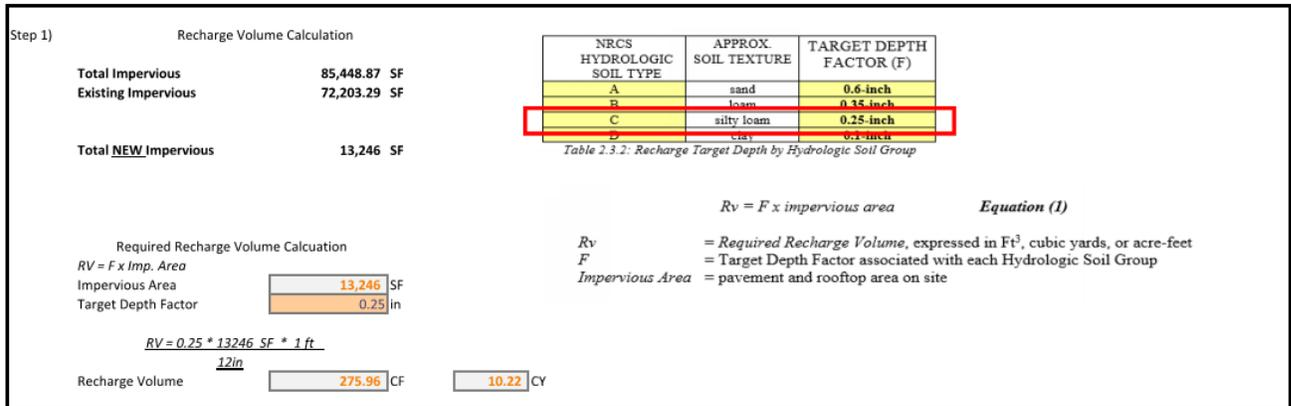 Step 1)
Recharge Volume Calculation
Total Impervious 85,448.87 SF
Existing Impervious 72,203.29 SF
Total NEW Impervious 13,246 SF
NRCS HYDROLOGIC SOIL TYPE
APPROX. SOIL TEXTURE
TARGET DEPTH FACTOR (F)
A sand 0.6-inch
B loam 0.35-inch
C silty loam 0.25-inch
D clay 0.1-inch
Table 2.3.2: Recharge Target Depth by Hydrologic Soil Group
Rv = F x impervious area Equation (1)
Rv = Required Recharge Volume, expressed in Ft³, cubic yards, or acre-feet
F = Target Depth Factor associated with each Hydrologic Soil Group
Impervious Area = pavement and rooftop area on site
Required Recharge Volume Calcuation
RV = F x Imp. Area
Impervious Area 13,246 SF
Target Depth Factor 0.25 in
RV = 0.25 * 13246 SF * 1 ft
12in
Recharge Volume 275.96 CF 10.22 CY